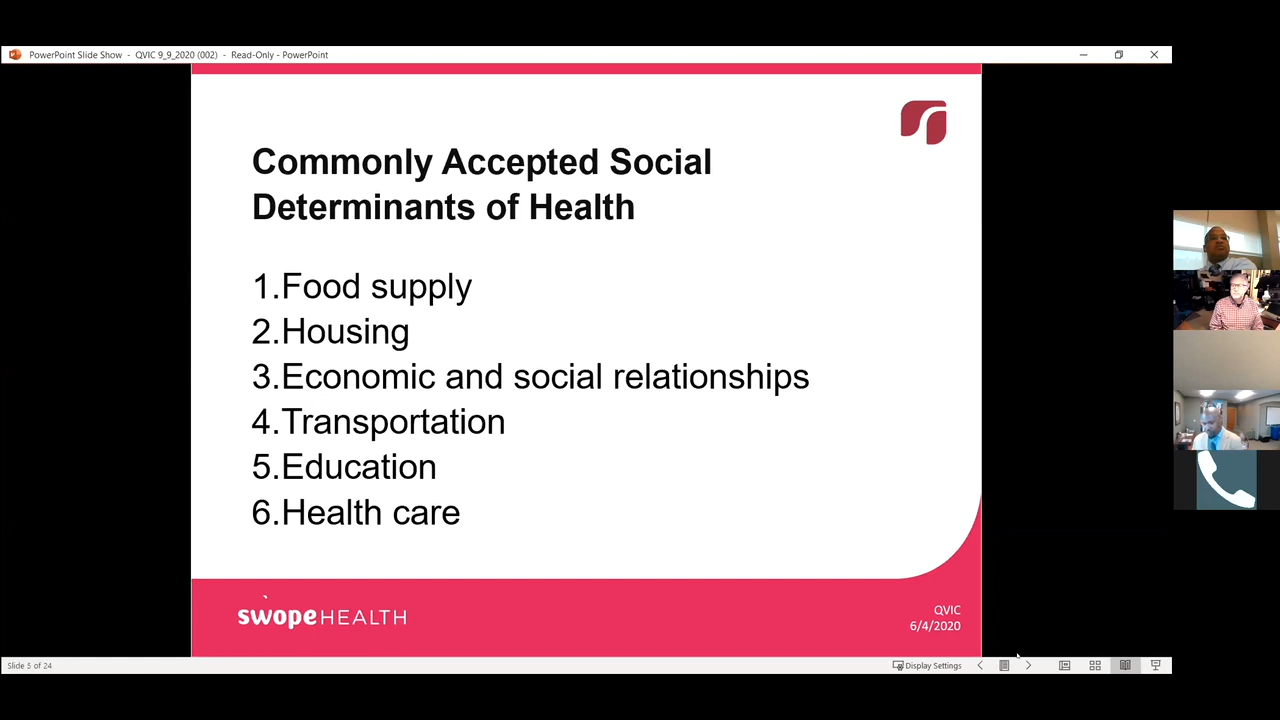 PowerPoint Slide Show - QVIC 9_9_2020 (002) - Read-Only - PowerPoint
Commonly Accepted Social
Determinants of Health
1.Food supply
2.Housing
3.Economic and social relationships
4.Transportation
5.Education
6.Health care
swopeHEALTH
QVIC
6/4/2020
Slide 5 of 24
Display Settings